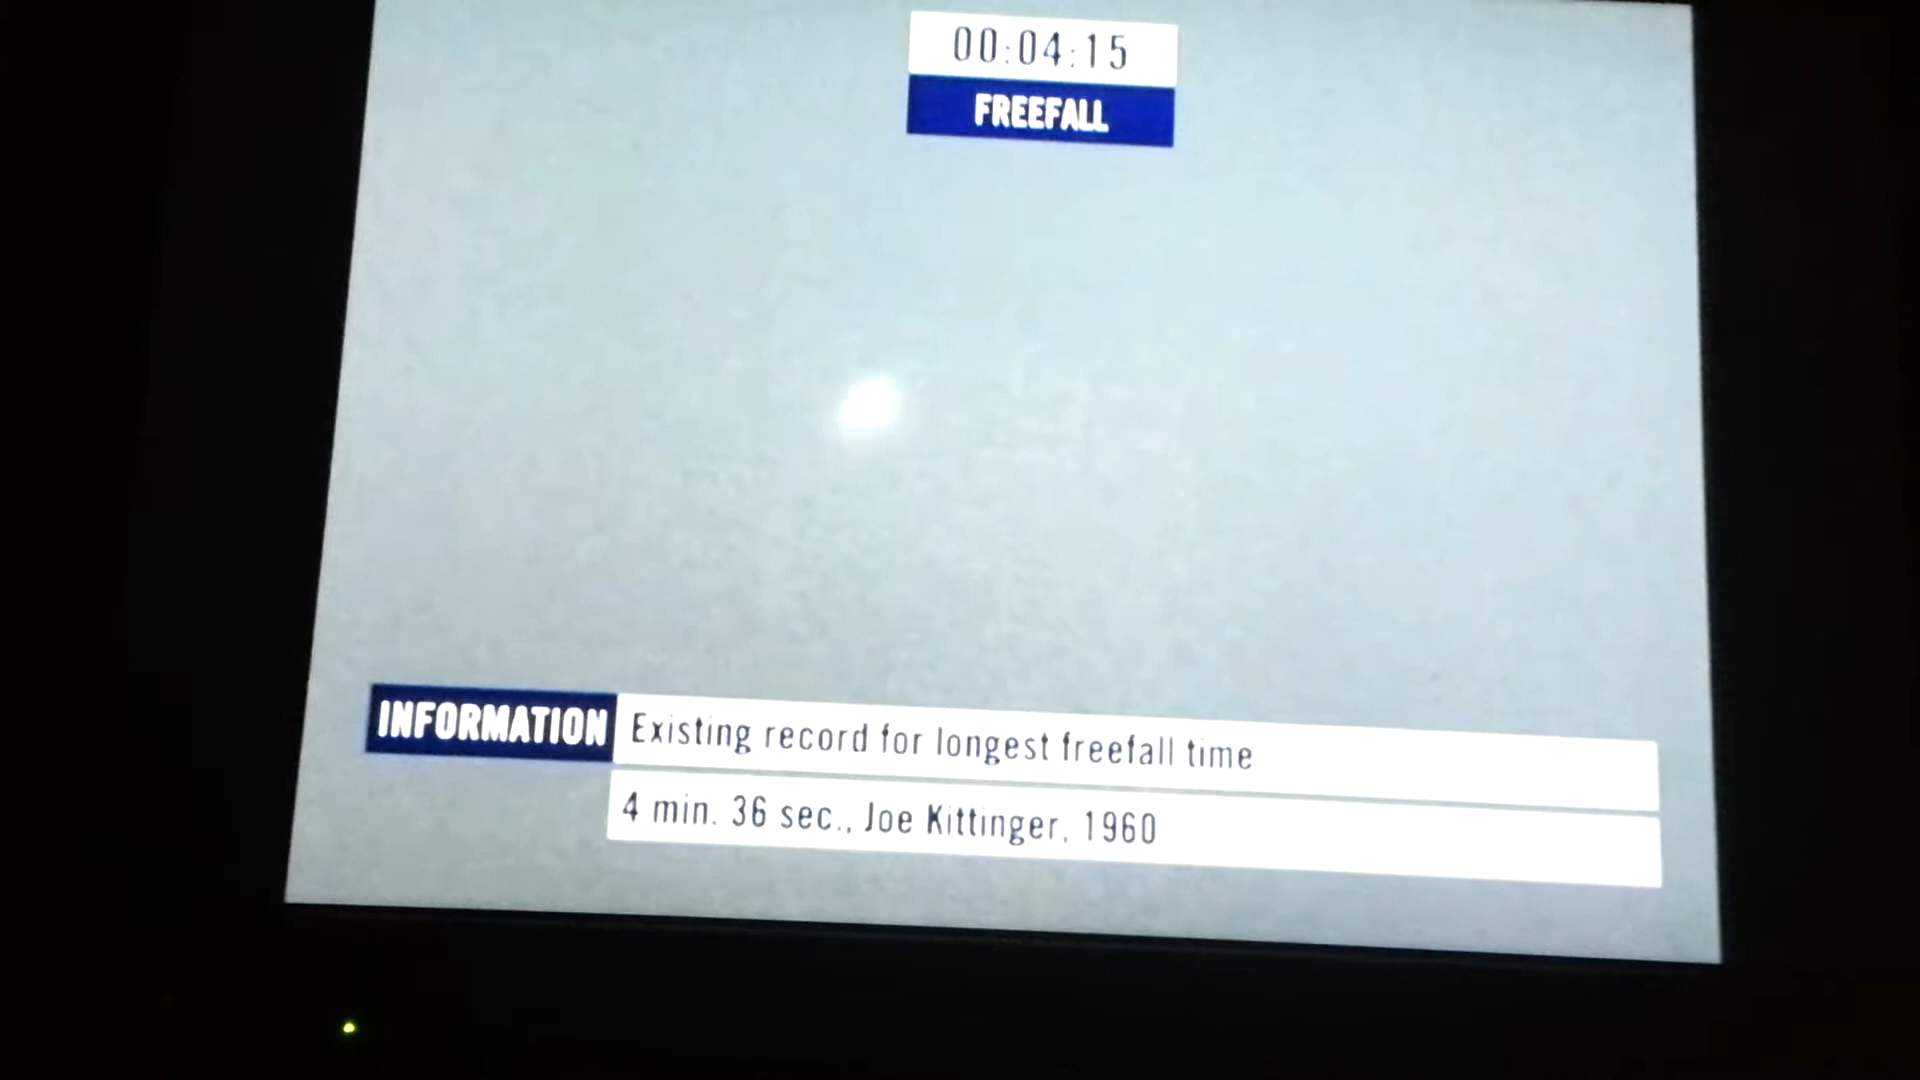 00:04:15
FREEFALL
INFORMATION Existing record for longest freefall time
4 min. 36 sec., Joe Kittinger, 1960